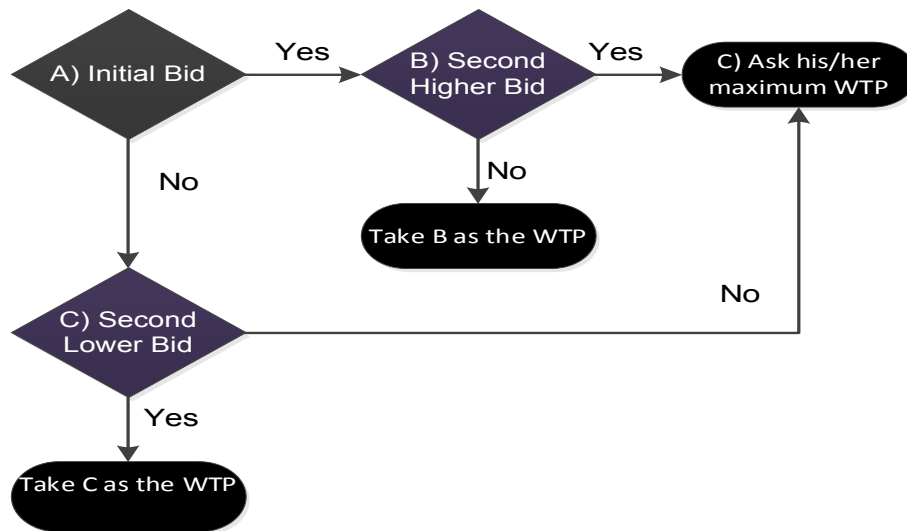 Yes
Yes
A) Initial Bid
B) Second
Higher Bid
C) Ask his/her
maximum WTP
No
No
Take B as the WTP
No
C) Second
Lower Bid
Yes
Take C as the WTP